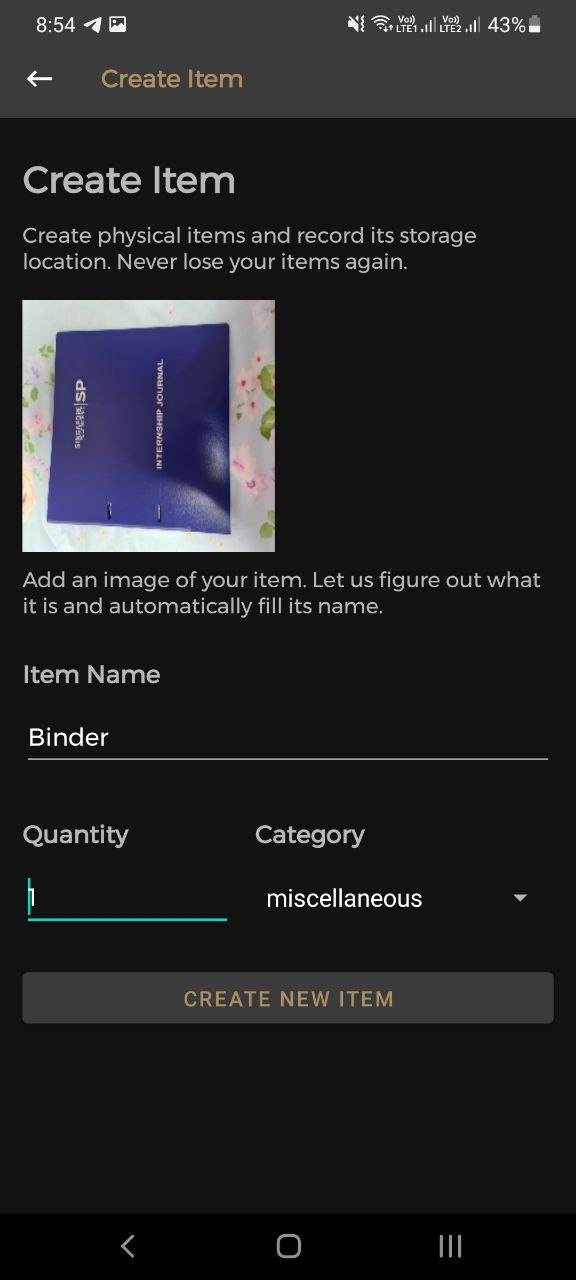 8:54
Vo)) LTE1
Vo)) LTE2
43%
Create Item
Create Item
Create physical items and record its storage
location. Never lose your items again.
SP
SINGAPORE
INTERNSHIP JOURNAL
Add an image of your item. Let us figure out what
it is and automatically fill its name.
Item Name
Binder
Quantity
Category
1
miscellaneous
CREATE NEW ITEM